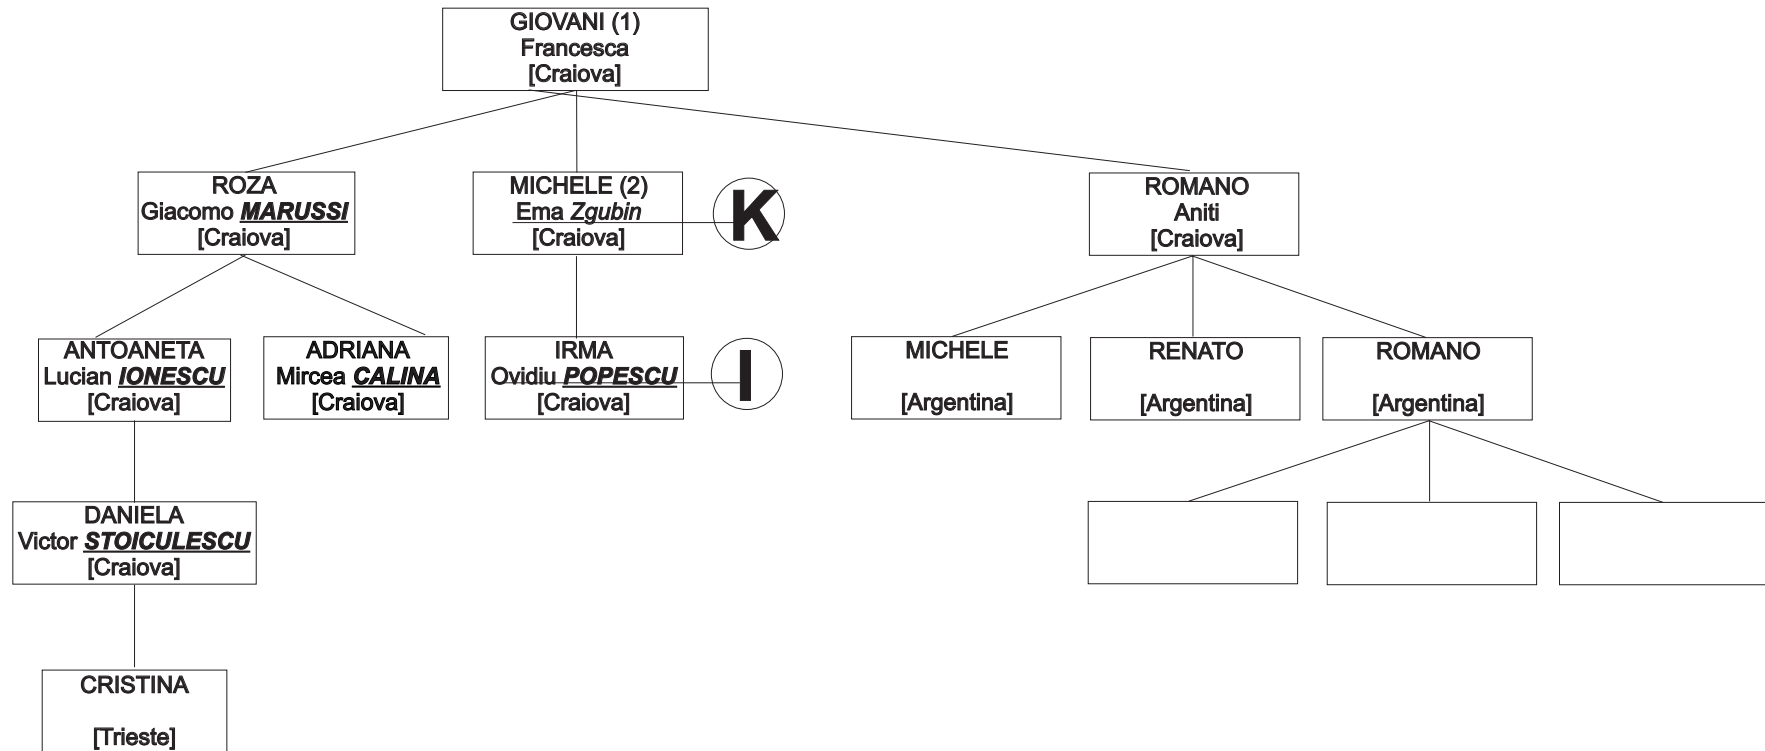 GIOVANI (1)
Francesca
[Craiova]
ROZA
Giacomo MARUSSI
[Craiova]
MICHELE (2)
Ema Zgubin
[Craiova]
K
ROMANO
Aniti
[Craiova]
ANTOANETA
Lucian IONESCU
[Craiova]
ADRIANA
Mircea CALINA
[Craiova]
IRMA
Ovidiu POPESCU
[Craiova]
I
MICHELE
[Argentina]
RENATO
[Argentina]
ROMANO
[Argentina]
DANIELA
Victor STOICULESCU
[Craiova]
CRISTINA
[Trieste]